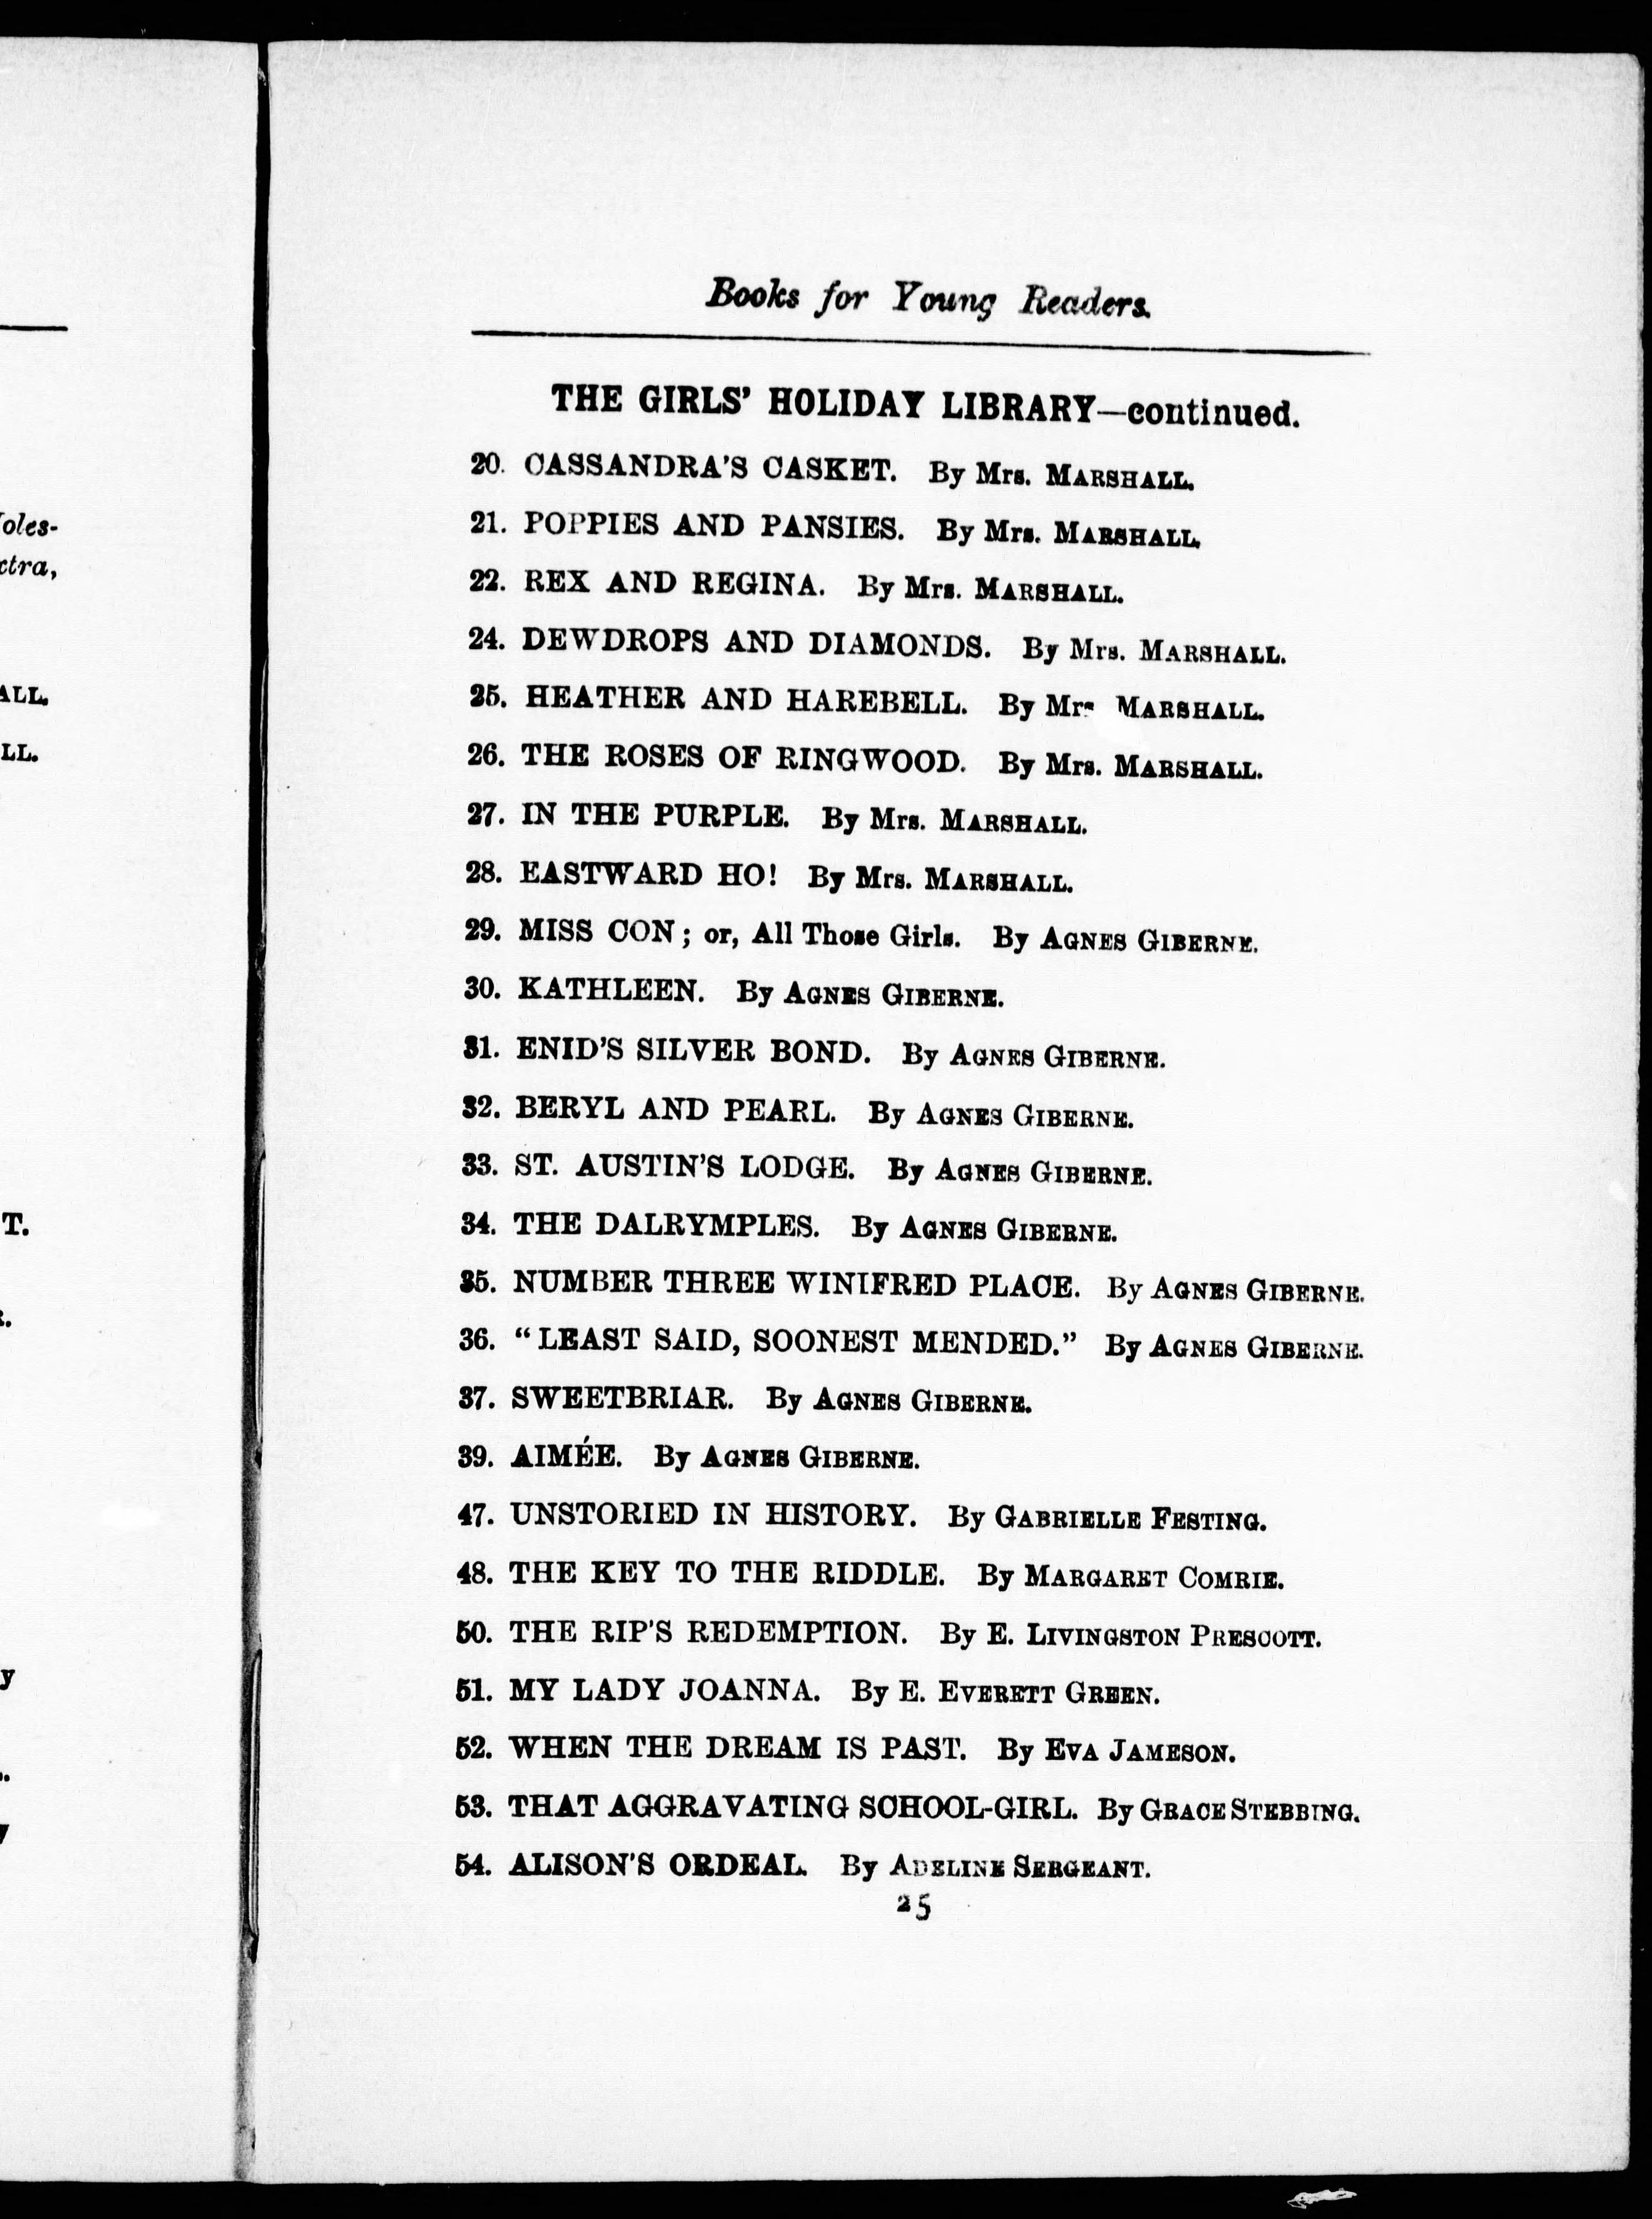 Books for Young Readers.
THE GIRLS' HOLIDAY LIBRARY—continued.
20. CASSANDRA'S CASKET. By Mrs. MARSHALL.
21. POPPIES AND PANSIES. By Mrs. MARSHALL.
22. REX AND REGINA. By Mrs. MARSHALL.
24. DEWDROPS AND DIAMONDS. By Mrs. MARSHALL.
25. HEATHER AND HAREBELL. By Mrs MARSHALL.
26. THE ROSES OF RINGWOOD. By Mrs. MARSHALL.
27. IN THE PURPLE. By Mrs. MARSHALL.
28. EASTWARD HO! By Mrs. MARSHALL.
29. MISS CON; or, All Those Girls. By AGNES GIBERNE.
30. KATHLEEN. By AGNES GIBERNE.
31. ENID'S SILVER BOND. By AGNES GIBERNE.
32. BERYL AND PEARL. By AGNES GIBERNE.
33. ST. AUSTIN'S LODGE. By AGNES GIBERNE.
34. THE DALRYMPLES. By AGNES GIBERNE.
35. NUMBER THREE WINIFRED PLACE. By AGNES GIBERNE.
36. "LEAST SAID, SOONEST MENDED." By AGNES GIBERNE.
37. SWEETBRIAR. By AGNES GIBERNE.
39. AIMÉE. By AGNES GIBERNE.
47. UNSTORIED IN HISTORY. By GABRIELLE FESTING.
48. THE KEY TO THE RIDDLE. By MARGARET COMRIE.
50. THE RIP'S REDEMPTION. By E. LIVINGSTON PRESCOTT.
51. MY LADY JOANNA. By E. EVERETT GREEN.
52. WHEN THE DREAM IS PAST. By EVA JAMESON.
53. THAT AGGRAVATING SCHOOL-GIRL. By GRACE STEBBING.
54. ALISON'S ORDEAL. By ADELINE SERGEANT.
25